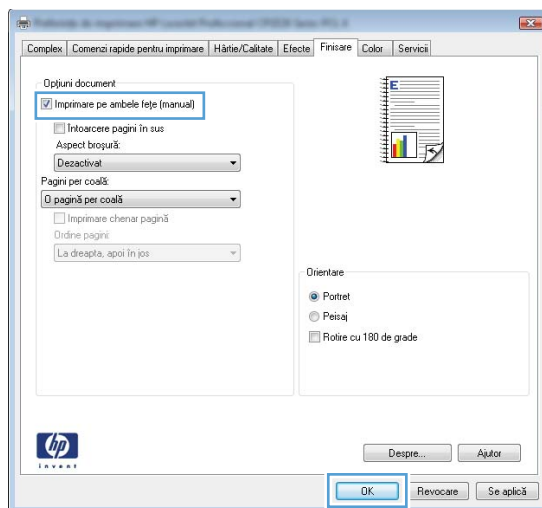 Complex Comenzi rapide pentru imprimare Hârtie/Calitate Efecte Finisare Color Servicii
Opţiuni document
Imprimare pe ambele feţe (manual)
Întoarcere pagini în sus
Aspect broşură:
Dezactivat
Pagini per coală:
O pagină per coală
Imprimare chenar pagină
Ordine pagini:
La dreapta, apoi în jos
E
Orientare
Portret
Peisaj
Rotire cu 180 de grade
hp
invent
Despre... Ajutor
OK Revocare Se aplică